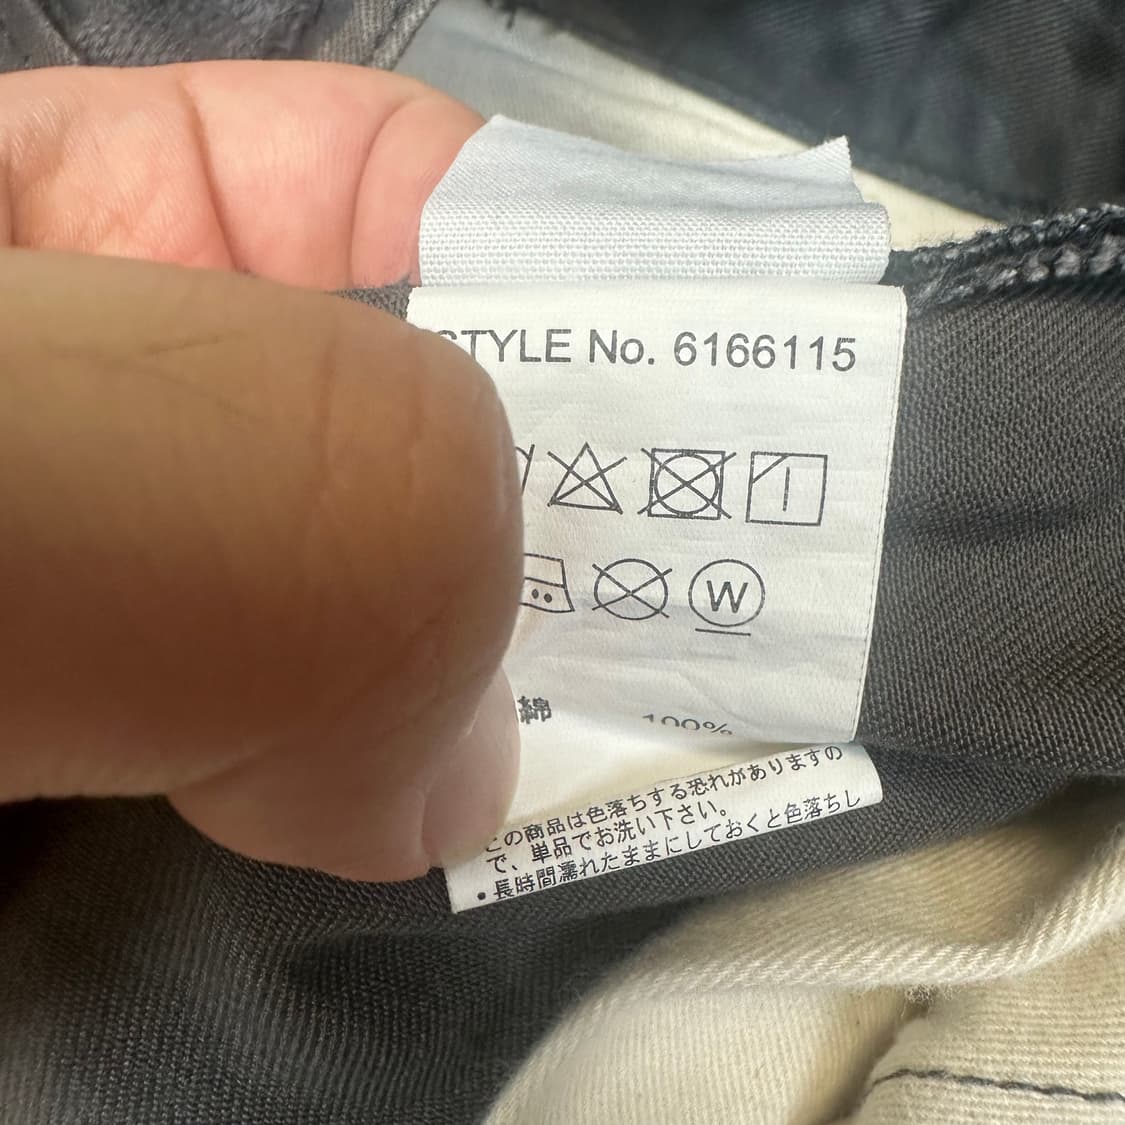 STYLE No. 6166115
W
綿 100%
この商品は色落ちする恐れがありますの
で、単品でお洗い下さい。
・長時間濡れたままにしておくと色落ちし